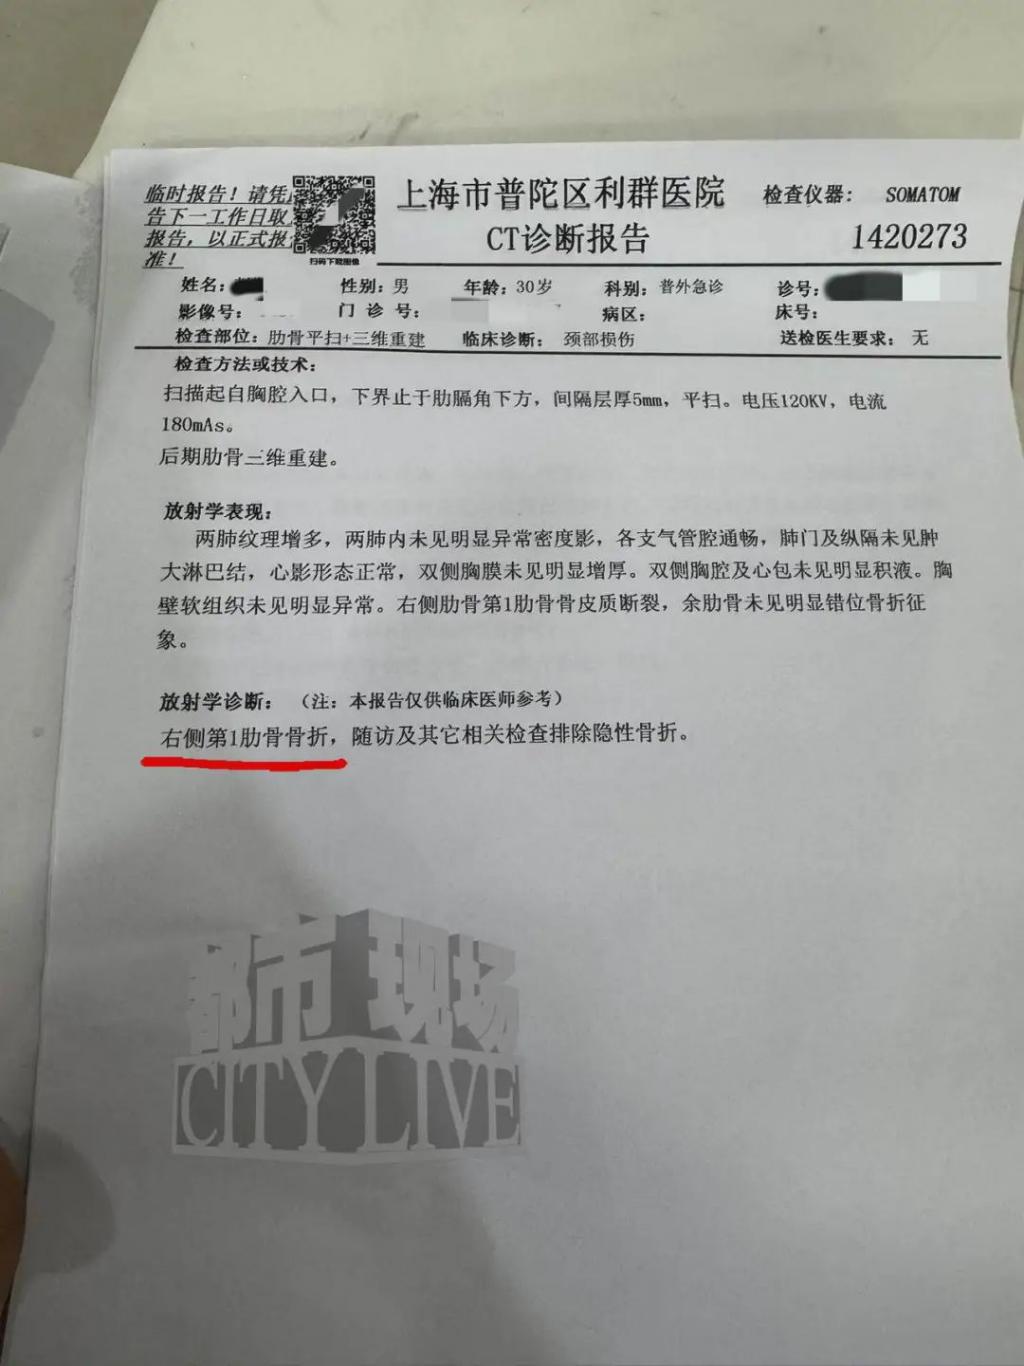 临时报告！请凭
告下一工作日取
报告，以正式报
准！
扫码下载图像
上海市普陀区利群医院
CT诊断报告
检查仪器： SOMATOM
1420273
姓名： 性别：男 年龄：30岁 科别：普外急诊 诊号：
影像号： 门诊号： 病区： 床号：
检查部位：肋骨平扫+三维重建 临床诊断： 颈部损伤 送检医生要求： 无
检查方法或技术：
扫描起自胸腔入口，下界止于肋膈角下方，间隔层厚5mm，平扫。电压120KV，电流
180mAs。
后期肋骨三维重建。
放射学表现：
两肺纹理增多，两肺内未见明显异常密度影，各支气管腔通畅，肺门及纵隔未见肿
大淋巴结，心影形态正常，双侧胸膜未见明显增厚。双侧胸腔及心包未见明显积液。胸
壁软组织未见明显异常。右侧肋骨第1肋骨骨皮质断裂，余肋骨未见明显错位骨折征
象。
放射学诊断： （注：本报告仅供临床医师参考）
右侧第1肋骨骨折，随访及其它相关检查排除隐性骨折。
都市现场
CITY LIVE